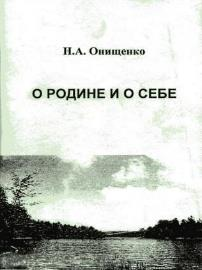 Н.А. Онищенко
О РОДИНЕ И О СЕБЕ